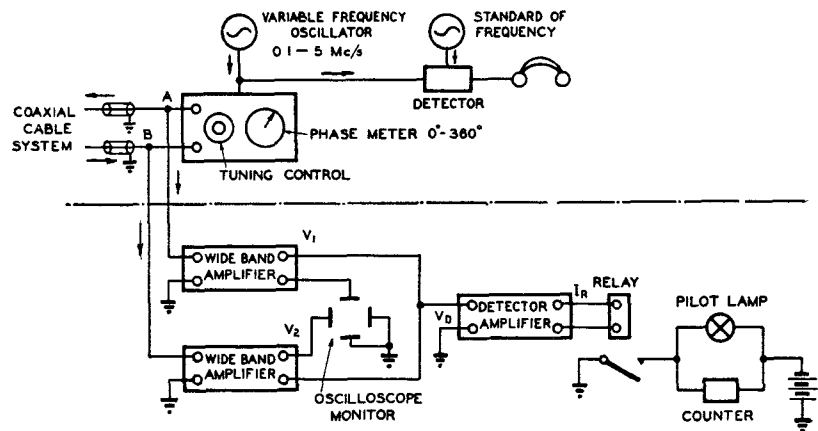 VARIABLE FREQUENCY
OSCILLATOR
0 1 — 5 Mc/s
STANDARD OF
FREQUENCY
DETECTOR
A
COAXIAL
CABLE
SYSTEM
B
PHASE METER 0°-360°
TUNING CONTROL
V1
WIDE BAND
AMPLIFIER
V2
WIDE BAND
AMPLIFIER
OSCILLOSCOPE
MONITOR
VD
DETECTOR
AMPLIFIER
IR
RELAY
PILOT LAMP
COUNTER